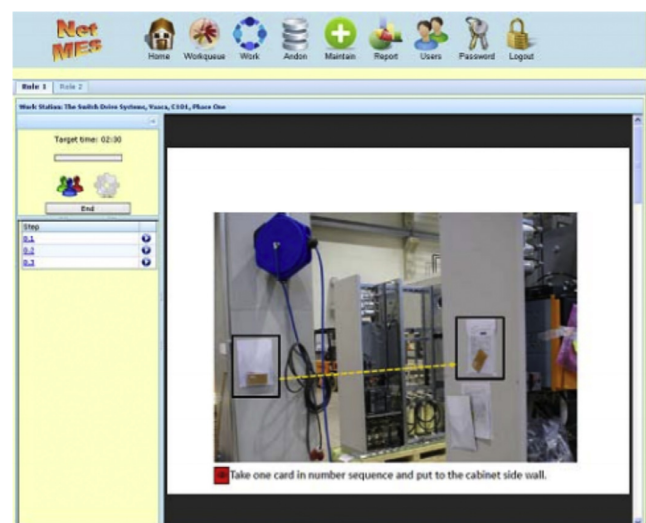 Net
MES
Home Workqueue Work Andon Maintain Report Users Password Logout
Role 1 Role 2
Work Station: The Switch Drive Systems, Vaasa, C101, Phase One
Target time: 02:30
End
Step
0.1
0.2
0.3
Take one card in number sequence and put to the cabinet side wall.